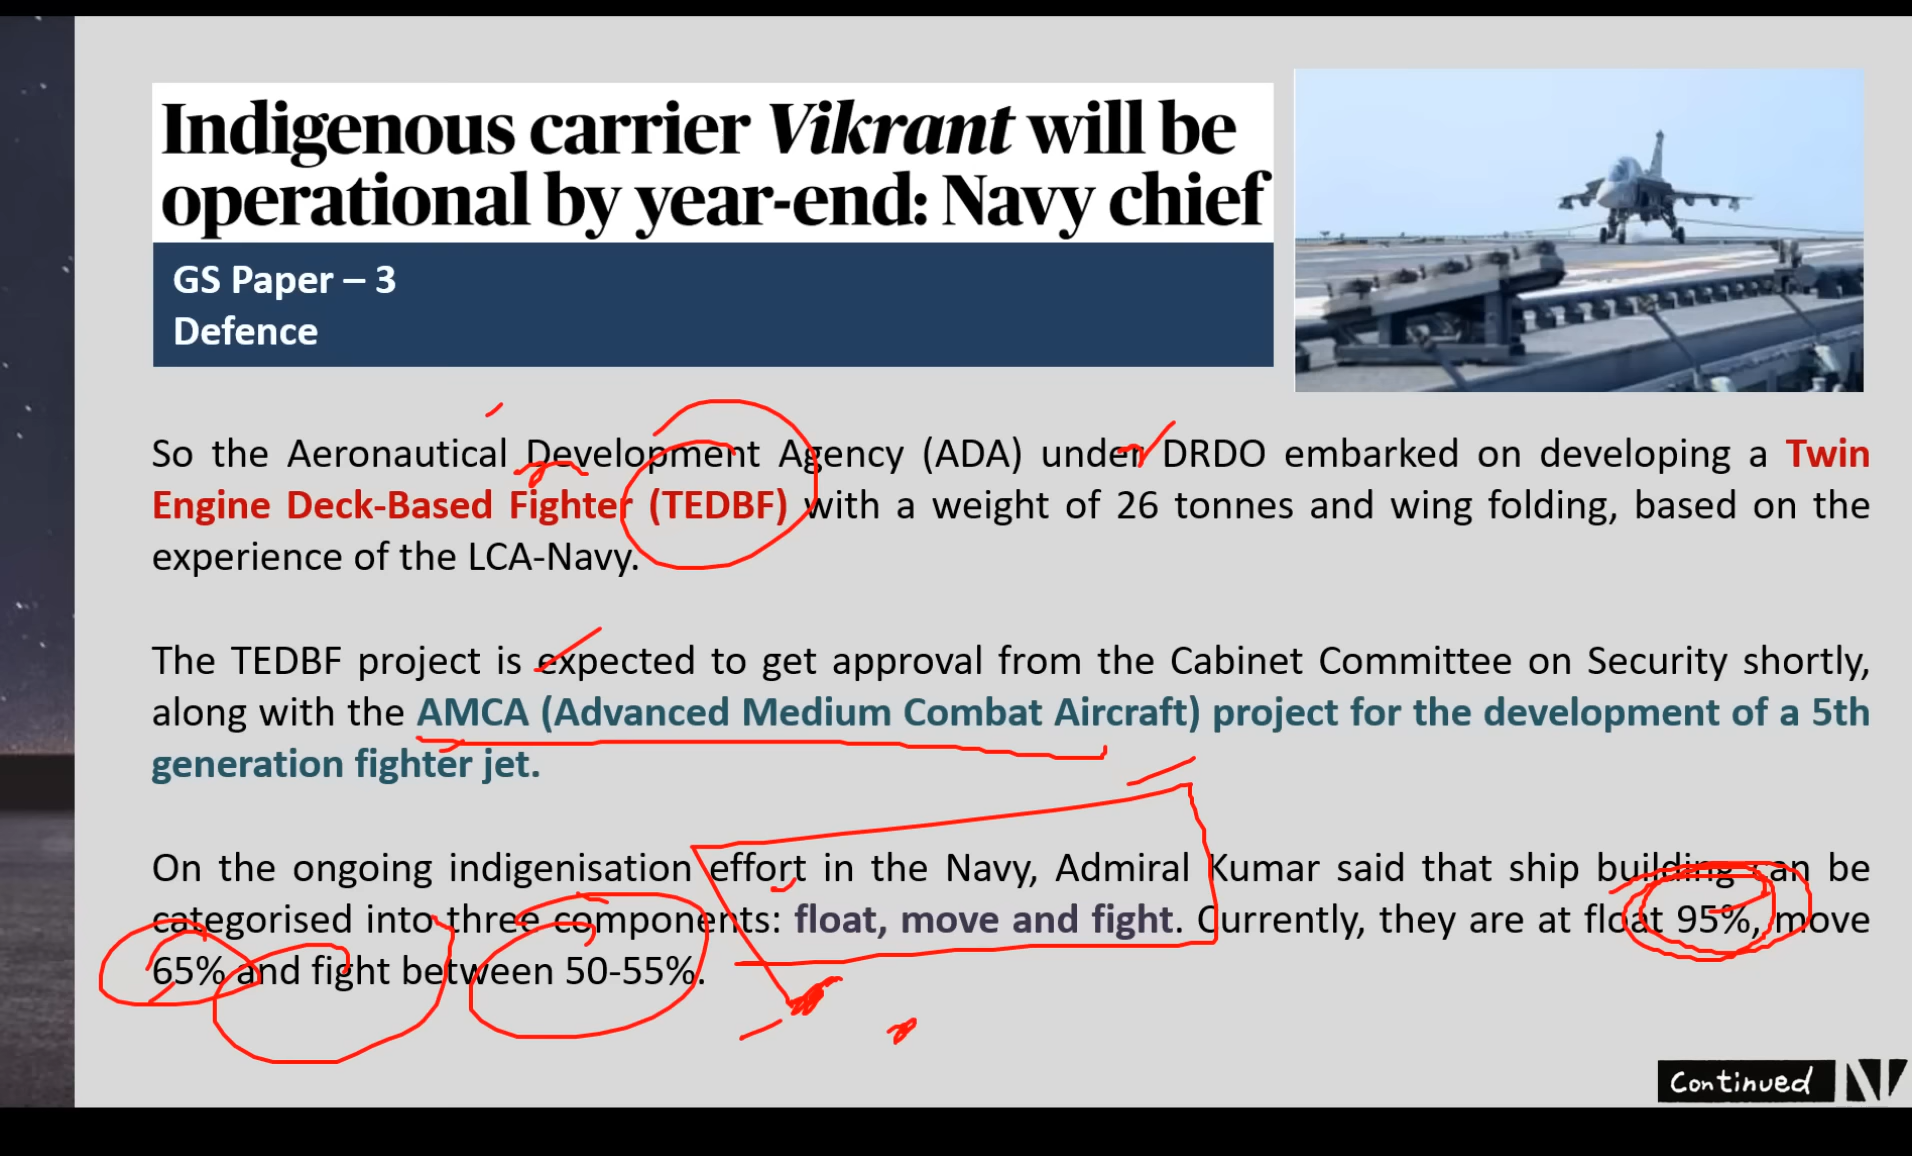 Indigenous carrier Vikrant will be
operational by year-end: Navy chief
GS Paper – 3
Defence
So the Aeronautical Development Agency (ADA) under DRDO embarked on developing a Twin
Engine Deck-Based Fighter (TEDBF) with a weight of 26 tonnes and wing folding, based on the
experience of the LCA-Navy.
The TEDBF project is expected to get approval from the Cabinet Committee on Security shortly,
along with the AMCA (Advanced Medium Combat Aircraft) project for the development of a 5th
generation fighter jet.
On the ongoing indigenisation effort in the Navy, Admiral Kumar said that ship building can be
categorised into three components: float, move and fight. Currently, they are at float 95%, move
65% and fight between 50-55%.
Continued